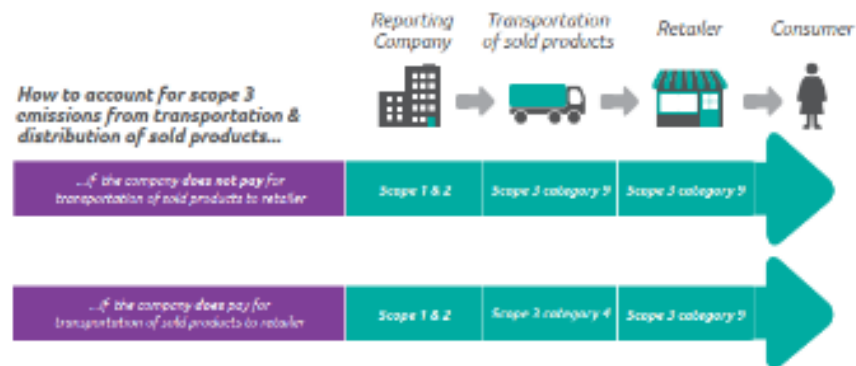 Reporting
Company
Transportation
of sold products
Retailer
Consumer
How to account for scope 3
emissions from transportation &
distribution of sold products...
...if the company does not pay for
transportation of sold products to retailer
Scope 1 & 2
Scope 3 category 9
Scope 3 category 9
...if the company does pay for
transportation of sold products to retailer
Scope 1 & 2
Scope 3 category 4
Scope 3 category 9